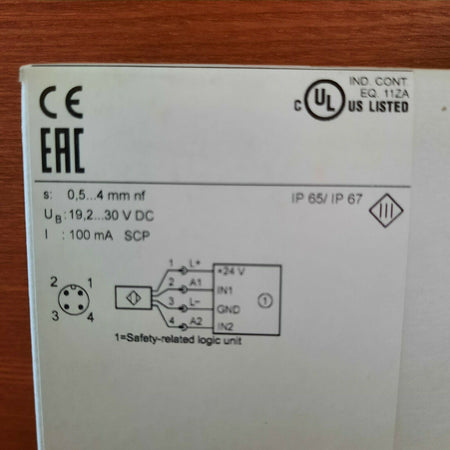 CE
EAC
C UL US LISTED
IND. CONT.
EQ. 11ZA
s: 0,5...4 mm nf
UB: 19,2...30 V DC
I : 100 mA SCP
IP 65/ IP 67
2 1
3 4
1 L+ +24 V
2 A1 IN1
3 L– GND
4 A2 IN2
1
1=Safety-related logic unit